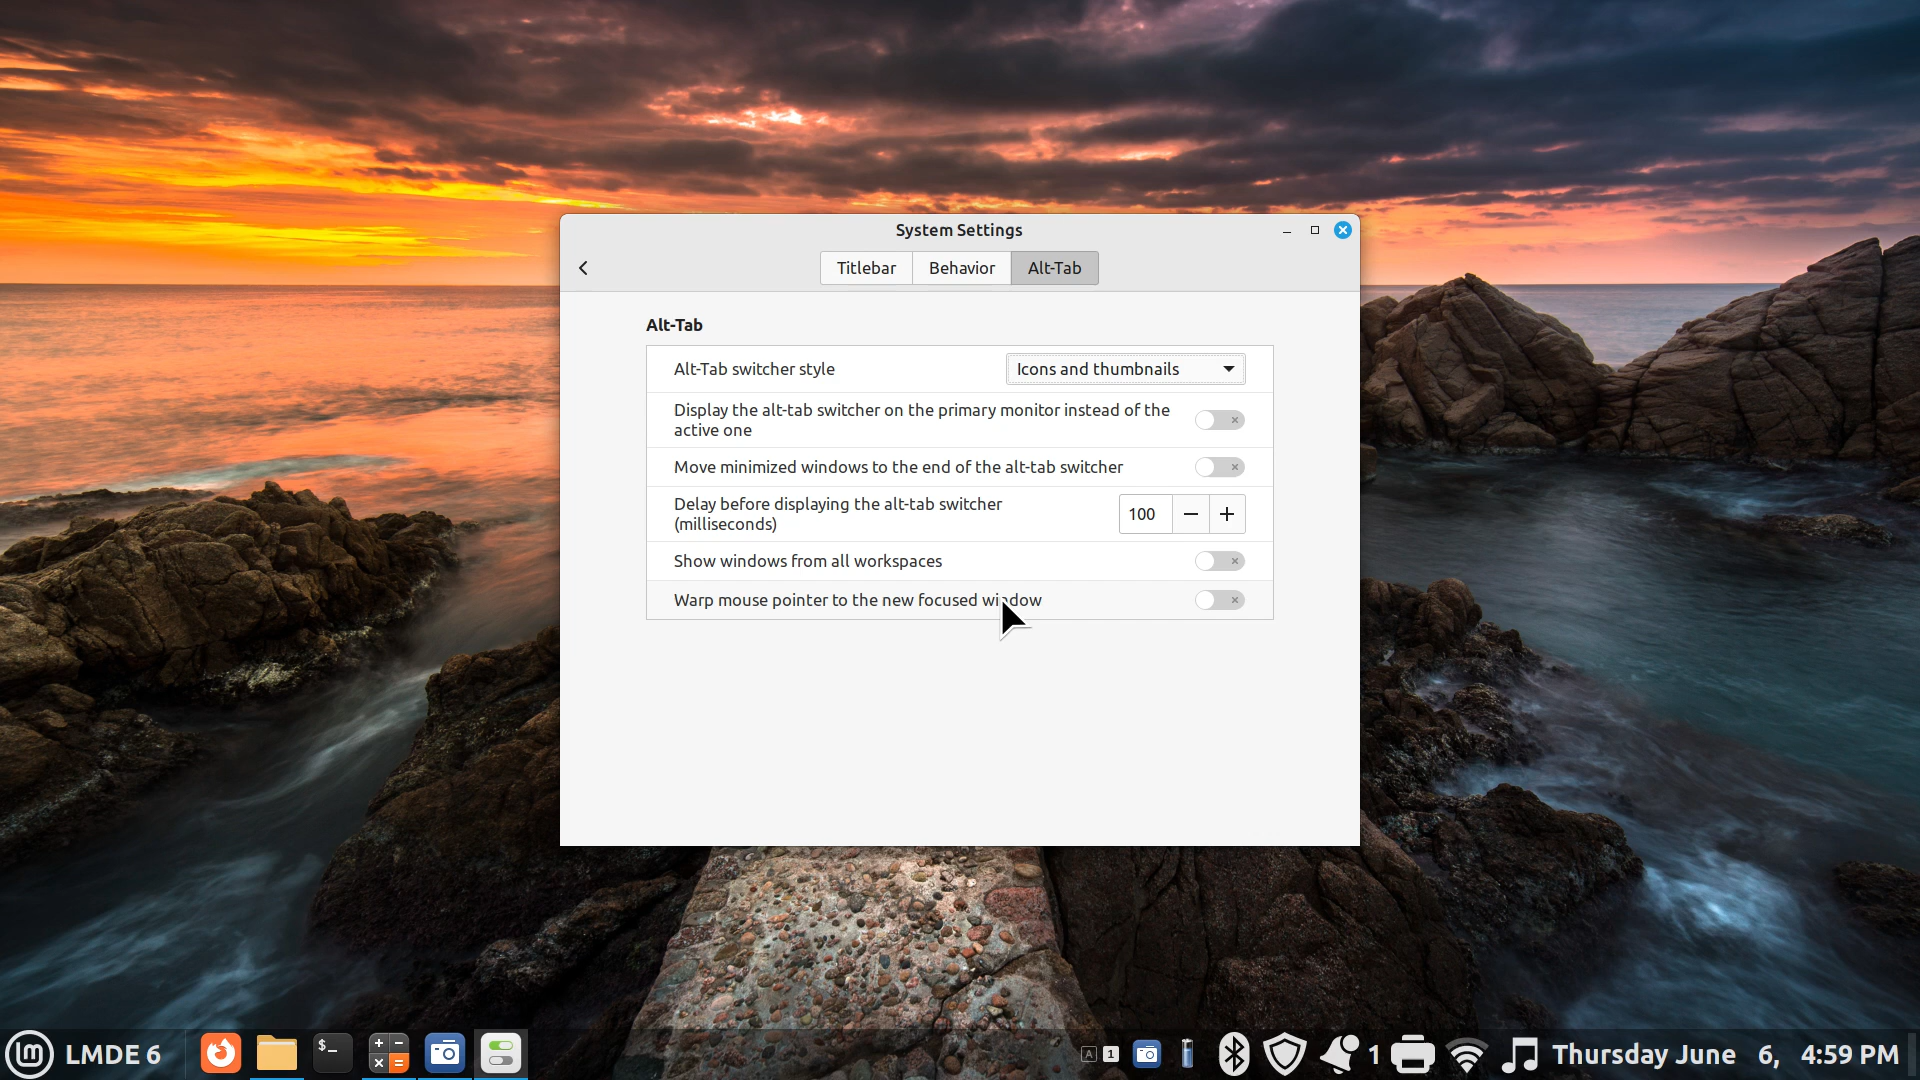 System Settings
Titlebar
Behavior
Alt-Tab
Alt-Tab
Alt-Tab switcher style
Icons and thumbnails
Display the alt-tab switcher on the primary monitor instead of the
active one
Move minimized windows to the end of the alt-tab switcher
Delay before displaying the alt-tab switcher
(milliseconds)
100
Show windows from all workspaces
Warp mouse pointer to the new focused window
LMDE 6
$_
A
1
1
Thursday June 6, 4:59 PM